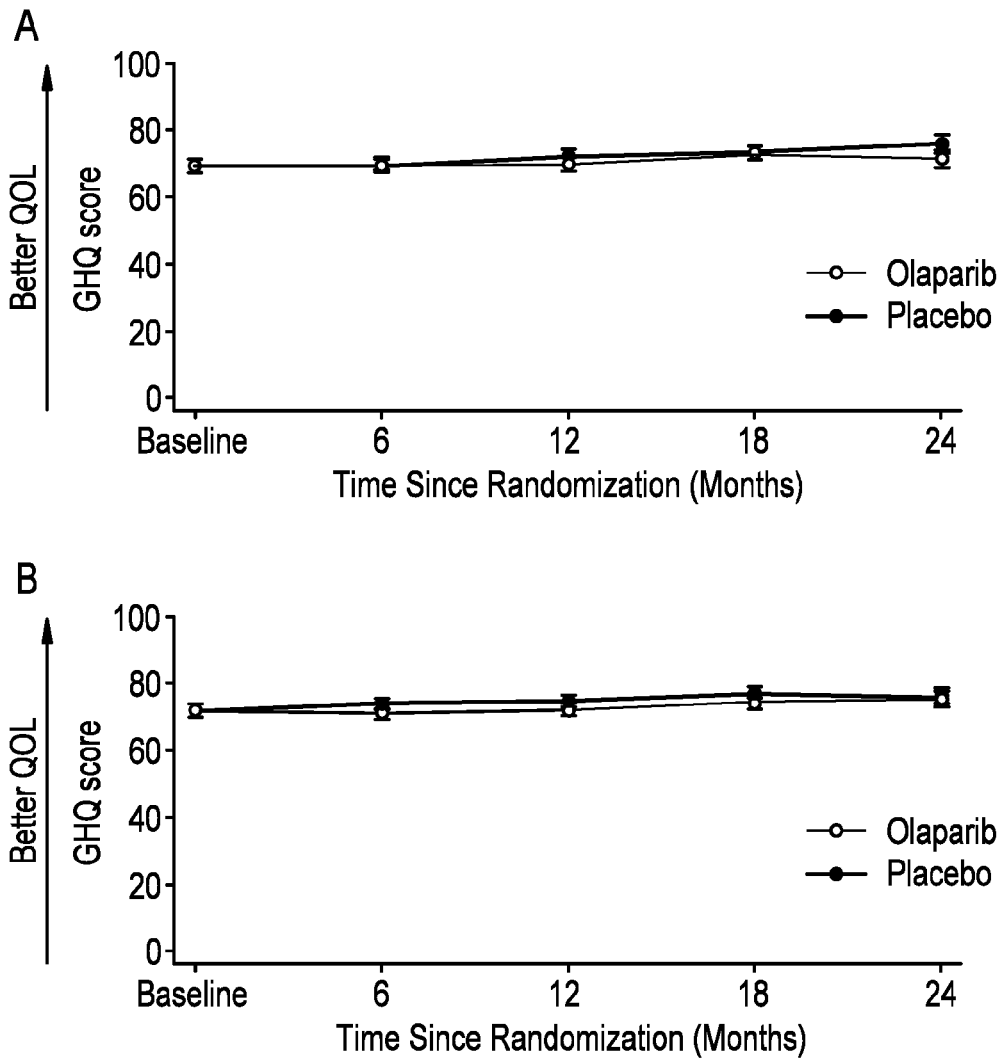 A
Better QOL
GHQ score
100
80
60
40
20
0
Olaparib
Placebo
Baseline 6 12 18 24
Time Since Randomization (Months)
B
Better QOL
GHQ score
100
80
60
40
20
0
Olaparib
Placebo
Baseline 6 12 18 24
Time Since Randomization (Months)